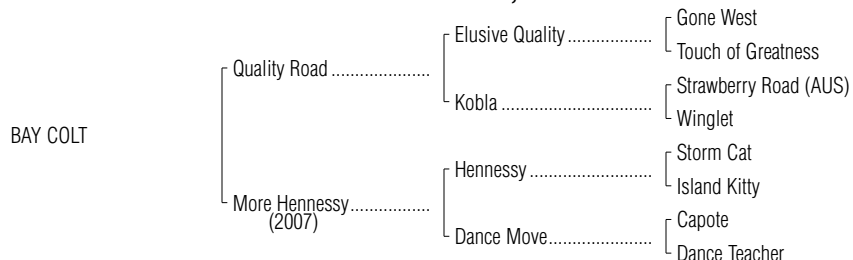 Gone West
Elusive Quality
Touch of Greatness
Quality Road
Strawberry Road (AUS)
Kobla
Winglet
BAY COLT
Storm Cat
Hennessy
Island Kitty
More Hennessy
(2007)
Capote
Dance Move
Dance Teacher